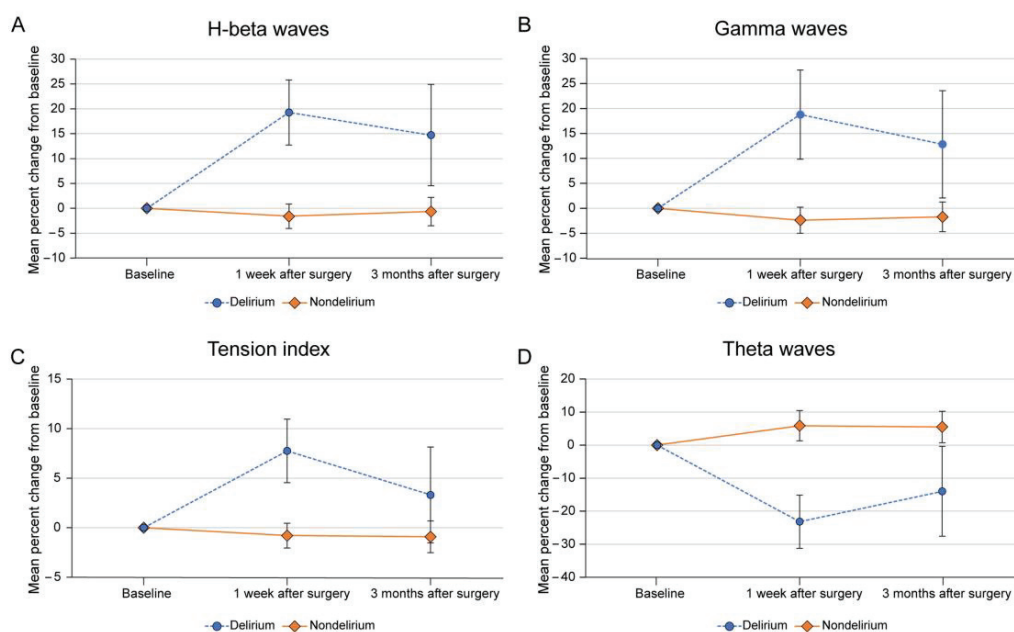 A
H-beta waves
Mean percent change from baseline
30
25
20
15
10
5
0
−5
−10
Baseline
1 week after surgery
3 months after surgery
Delirium
Nondelirium
B
Gamma waves
Mean percent change from baseline
30
25
20
15
10
5
0
−5
−10
Baseline
1 week after surgery
3 months after surgery
Delirium
Nondelirium
C
Tension index
Mean percent change from baseline
15
10
5
0
−5
Baseline
1 week after surgery
3 months after surgery
Delirium
Nondelirium
D
Theta waves
Mean percent change from baseline
20
10
0
−10
−20
−30
−40
Baseline
1 week after surgery
3 months after surgery
Delirium
Nondelirium